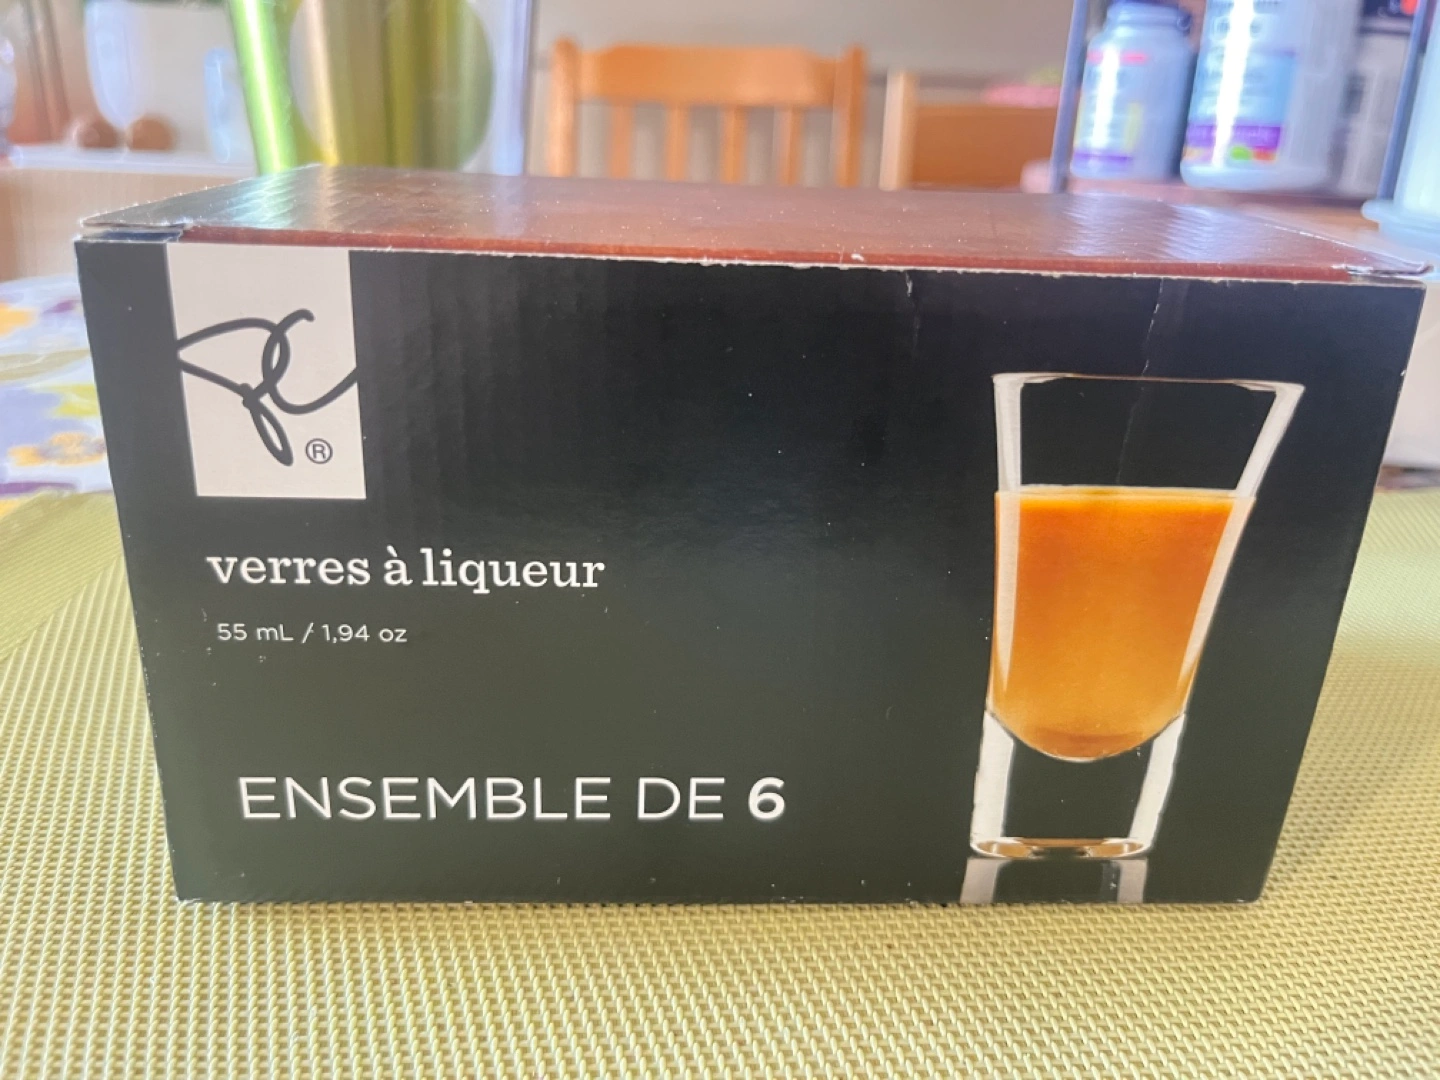 PC
®
verres à liqueur
55 mL / 1,94 oz
ENSEMBLE DE 6